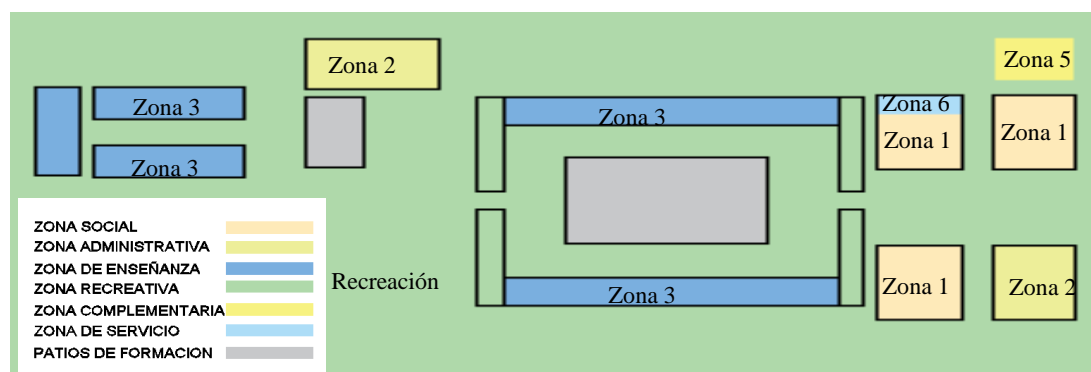 Zona 2
Zona 5
Zona 3
Zona 3
Zona 3
Zona 6
Zona 1
Zona 1
Zona 3
ZONA SOCIAL
ZONA ADMINISTRATIVA
ZONA DE ENSEÑANZA
ZONA RECREATIVA
ZONA COMPLEMENTARIA
ZONA DE SERVICIO
PATIOS DE FORMACION
Recreación
Zona 1
Zona 2